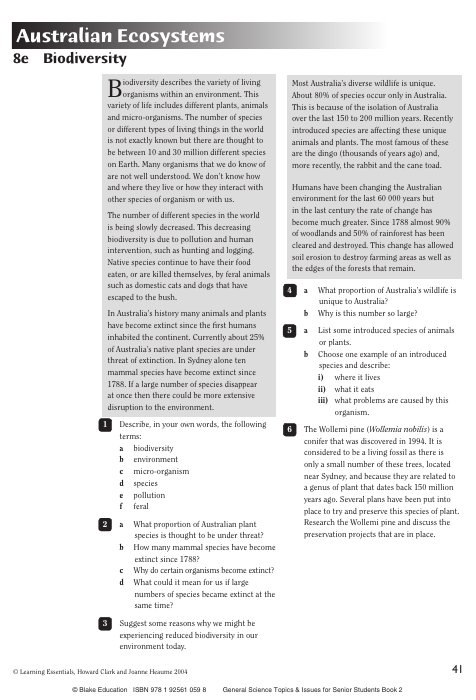 Australian Ecosystems
8e Biodiversity
Biodiversity describes the variety of living
organisms within an environment. This
variety of life includes different plants, animals
and micro-organisms. The number of species
or different types of living things in the world
is not exactly known but there are thought to
be between 10 and 30 million different species
on Earth. Many organisms that we do know of
are not well understood. We don't know how
and where they live or how they interact with
other species of organism or with us.
The number of different species in the world
is being slowly decreased. This decreasing
biodiversity is due to pollution and human
intervention, such as hunting and logging.
Native species continue to have their food
eaten, or are killed themselves, by feral animals
such as domestic cats and dogs that have
escaped to the bush.
In Australia's history many animals and plants
have become extinct since the first humans
inhabited the continent. Currently about 25%
of Australia's native plant species are under
threat of extinction. In Sydney alone ten
mammal species have become extinct since
1788. If a large number of species disappear
at once then there could be more extensive
disruption to the environment.
1 Describe, in your own words, the following
terms:
a biodiversity
b environment
c micro-organism
d species
e pollution
f feral
2 a What proportion of Australian plant
species is thought to be under threat?
b How many mammal species have become
extinct since 1788?
c Why do certain organisms become extinct?
d What could it mean for us if large
numbers of species became extinct at the
same time?
3 Suggest some reasons why we might be
experiencing reduced biodiversity in our
environment today.
Most Australia's diverse wildlife is unique.
About 80% of species occur only in Australia.
This is because of the isolation of Australia
over the last 150 to 200 million years. Recently
introduced species are affecting these unique
animals and plants. The most famous of these
are the dingo (thousands of years ago) and,
more recently, the rabbit and the cane toad.
Humans have been changing the Australian
environment for the last 60 000 years but
in the last century the rate of change has
become much greater. Since 1788 almost 90%
of woodlands and 50% of rainforest has been
cleared and destroyed. This change has allowed
soil erosion to destroy farming areas as well as
the edges of the forests that remain.
4 a What proportion of Australia's wildlife is
unique to Australia?
b Why is this number so large?
5 a List some introduced species of animals
or plants.
b Choose one example of an introduced
species and describe:
i) where it lives
ii) what it eats
iii) what problems are caused by this
organism.
6 The Wollemi pine (Wollemia nobilis) is a
conifer that was discovered in 1994. It is
considered to be a living fossil as there is
only a small number of these trees, located
near Sydney, and because they are related to
a genus of plant that dates back 150 million
years ago. Several plans have been put into
place to try and preserve this species of plant.
Research the Wollemi pine and discuss the
preservation projects that are in place.
© Learning Essentials, Howard Clark and Joanne Heaume 2004
41
© Blake Education ISBN 978 1 92561 059 8 General Science Topics & Issues for Senior Students Book 2